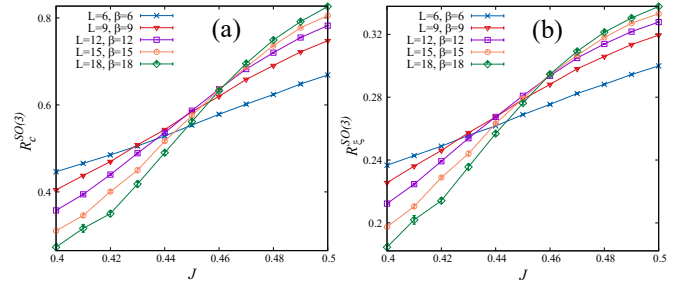 (a)
L=6, β=6
L=9, β=9
L=12, β=12
L=15, β=15
L=18, β=18
R_c^{SO(3)}
0.8
0.6
0.4
0.4 0.42 0.44 0.46 0.48 0.5
J
(b)
L=6, β=6
L=9, β=9
L=12, β=12
L=15, β=15
L=18, β=18
R_ξ^{SO(3)}
0.32
0.28
0.24
0.2
0.4 0.42 0.44 0.46 0.48 0.5
J